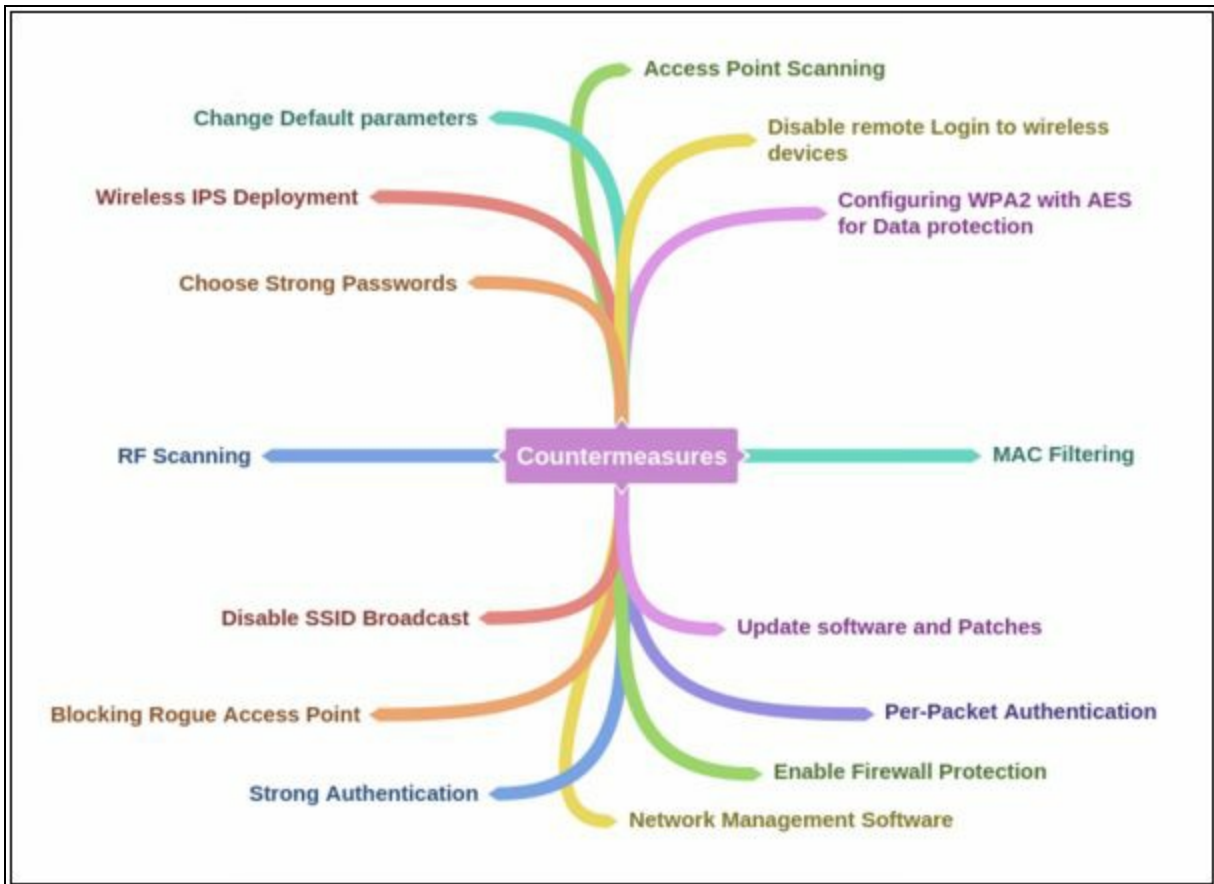 Access Point Scanning
Change Default parameters
Disable remote Login to wireless
devices
Wireless IPS Deployment
Configuring WPA2 with AES
for Data protection
Choose Strong Passwords
RF Scanning
Countermeasures
MAC Filtering
Disable SSID Broadcast
Update software and Patches
Blocking Rogue Access Point
Per-Packet Authentication
Enable Firewall Protection
Strong Authentication
Network Management Software